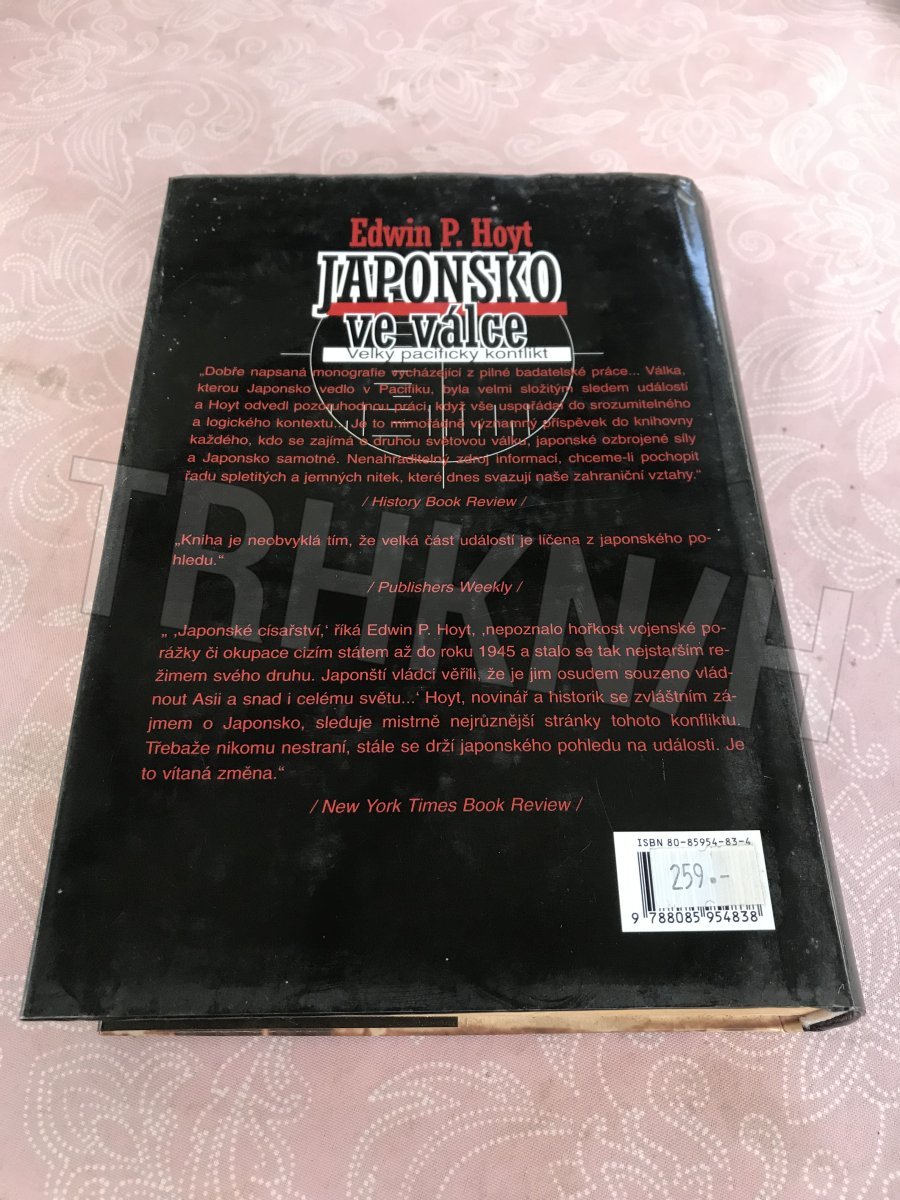 Edwin P. Hoyt
JAPONSKO
ve válce
Velký pacifický konflikt
„Dobře napsaná monografie vycházející z pilné badatelské práce... Válka,
kterou Japonsko vedlo v Pacifiku, byla velmi složitým sledem událostí
a Hoyt odvedl pozoruhodnou práci, když vše uspořádal do srozumitelného
a logického kontextu... Je to mimořádně významný příspěvek do knihovny
každého, kdo se zajímá o druhou světovou válku, japonské ozbrojené síly
a Japonsko samotné. Nenahraditelný zdroj informací, chceme-li pochopit
řadu spletitých a jemných nitek, které dnes svazují naše zahraniční vztahy.“
/ History Book Review /
„Kniha je neobvyklá tím, že velká část událostí je líčena z japonského po-
hledu.“
/ Publishers Weekly /
„ ‚Japonské císařství,‘ říká Edwin P. Hoyt, ‚nepoznalo hořkost vojenské po-
rážky či okupace cizím státem až do roku 1945 a stalo se tak nejstarším re-
žimem svého druhu. Japonští vládci věřili, že je jim osudem souzeno vlád-
nout Asii a snad i celému světu...‘ Hoyt, novinář a historik se zvláštním zá-
jmem o Japonsko, sleduje mistrně nejrůznější stránky tohoto konfliktu.
Třebaže nikomu nestraní, stále se drží japonského pohledu na události. Je
to vítaná změna.“
/ New York Times Book Review /
ISBN 80-85954-83-4
259.-
9 788085 954838
TRHKNIH